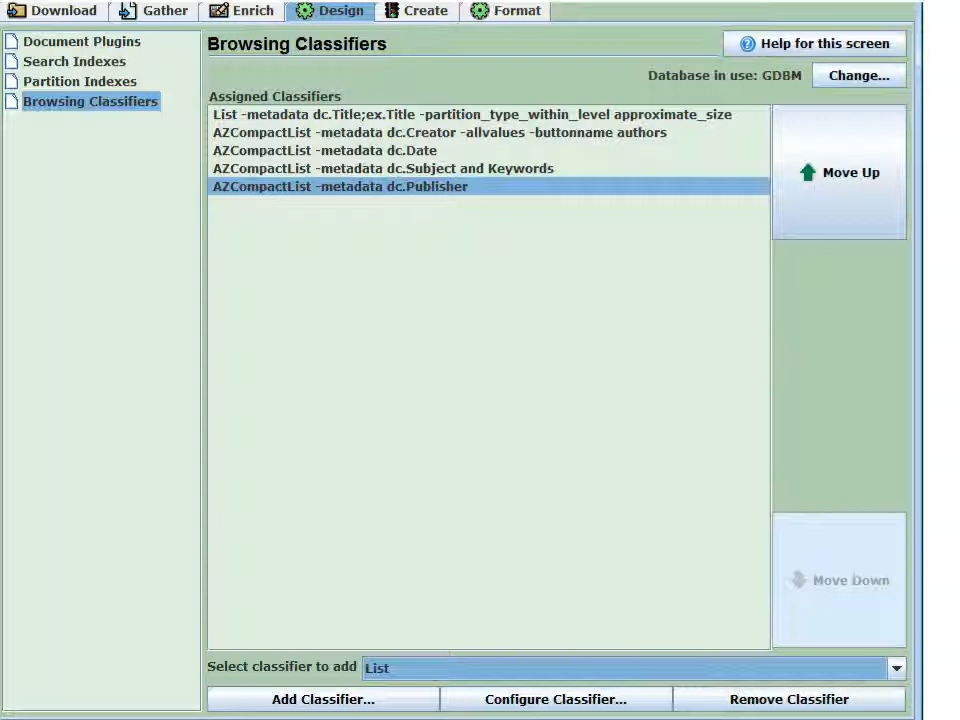 Download Gather Enrich Design Create Format
Document Plugins
Search Indexes
Partition Indexes
Browsing Classifiers
Browsing Classifiers
Help for this screen
Database in use: GDBM
Change...
Assigned Classifiers
List -metadata dc.Title;ex.Title -partition_type_within_level approximate_size
AZCompactList -metadata dc.Creator -allvalues -buttonname authors
AZCompactList -metadata dc.Date
AZCompactList -metadata dc.Subject and Keywords
AZCompactList -metadata dc.Publisher
Move Up
Move Down
Select classifier to add List
Add Classifier... Configure Classifier... Remove Classifier